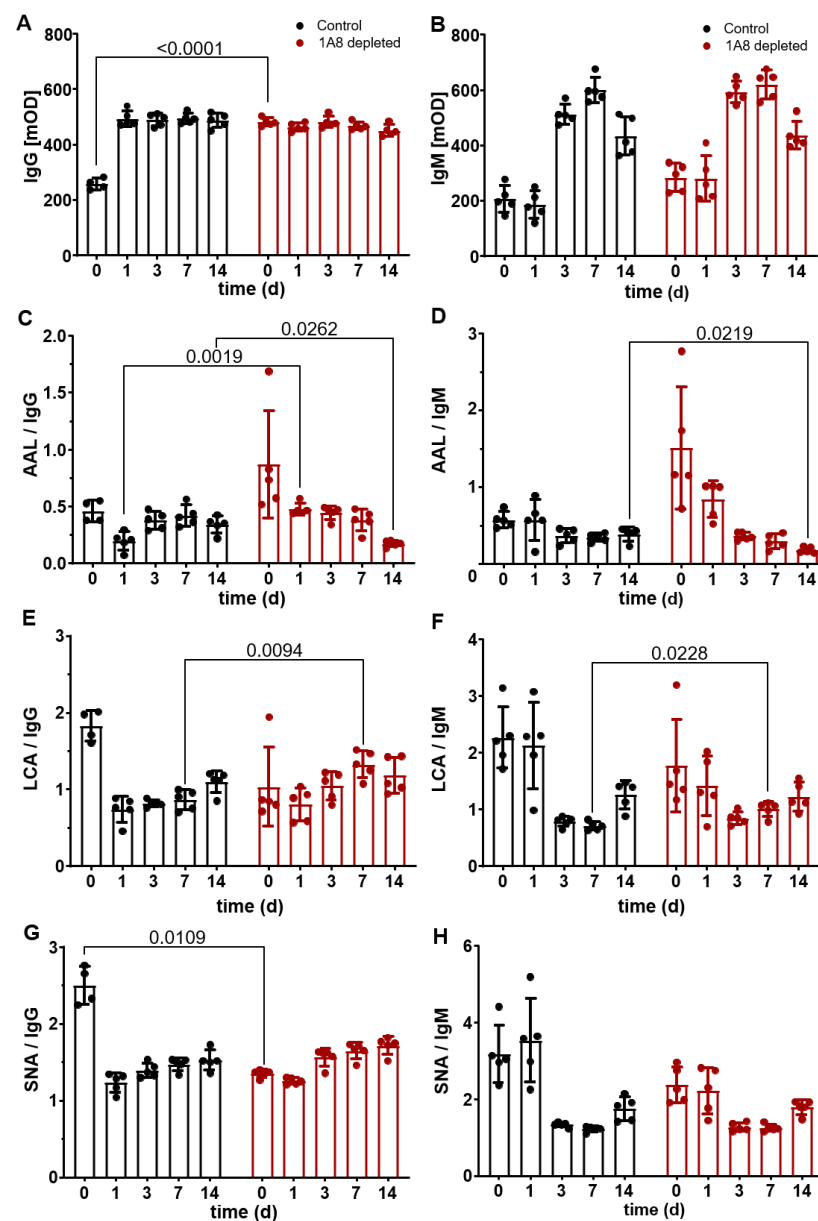 A
Control
1A8 depleted
<0.0001
IgG [mOD]
800
600
400
200
0
0 1 3 7 14 0 1 3 7 14
time (d)
B
Control
1A8 depleted
IgM [mOD]
800
600
400
200
0
0 1 3 7 14 0 1 3 7 14
time (d)
C
0.0262
0.0019
AAL / IgG
2.0
1.5
1.0
0.5
0.0
0 1 3 7 14 0 1 3 7 14
time (d)
D
0.0219
AAL / IgM
3
2
1
0
0 1 3 7 14 0 1 3 7 14
time (d)
E
0.0094
LCA / IgG
3
2
1
0
0 1 3 7 14 0 1 3 7 14
time (d)
F
0.0228
LCA / IgM
4
3
2
1
0
0 1 3 7 14 0 1 3 7 14
time (d)
G
0.0109
SNA / IgG
3
2
1
0
0 1 3 7 14 0 1 3 7 14
time (d)
H
SNA / IgM
6
4
2
0
0 1 3 7 14 0 1 3 7 14
time (d)